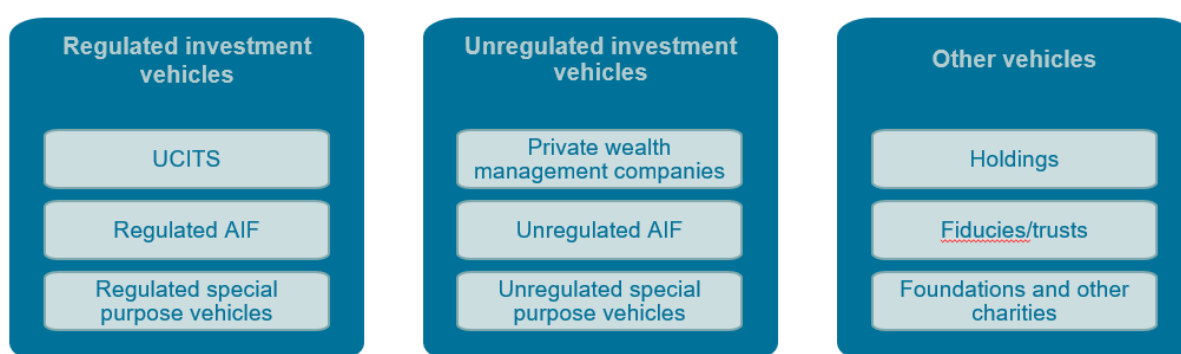 Regulated investment
vehicles
UCITS
Regulated AIF
Regulated special
purpose vehicles
Unregulated investment
vehicles
Private wealth
management companies
Unregulated AIF
Unregulated special
purpose vehicles
Other vehicles
Holdings
Fiducies/trusts
Foundations and other
charities